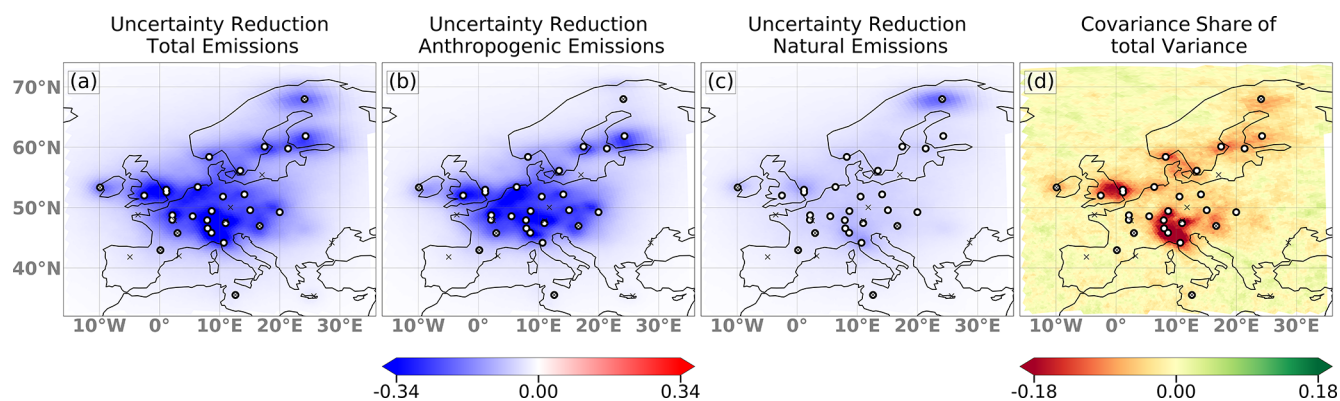 Uncertainty Reduction
Total Emissions
Uncertainty Reduction
Anthropogenic Emissions
Uncertainty Reduction
Natural Emissions
Covariance Share of
total Variance
(a)
(b)
(c)
(d)
70°N
60°N
50°N
40°N
10°W 0° 10°E 20°E 30°E
10°W 0° 10°E 20°E 30°E
10°W 0° 10°E 20°E 30°E
10°W 0° 10°E 20°E 30°E
-0.34 0.00 0.34
-0.18 0.00 0.18